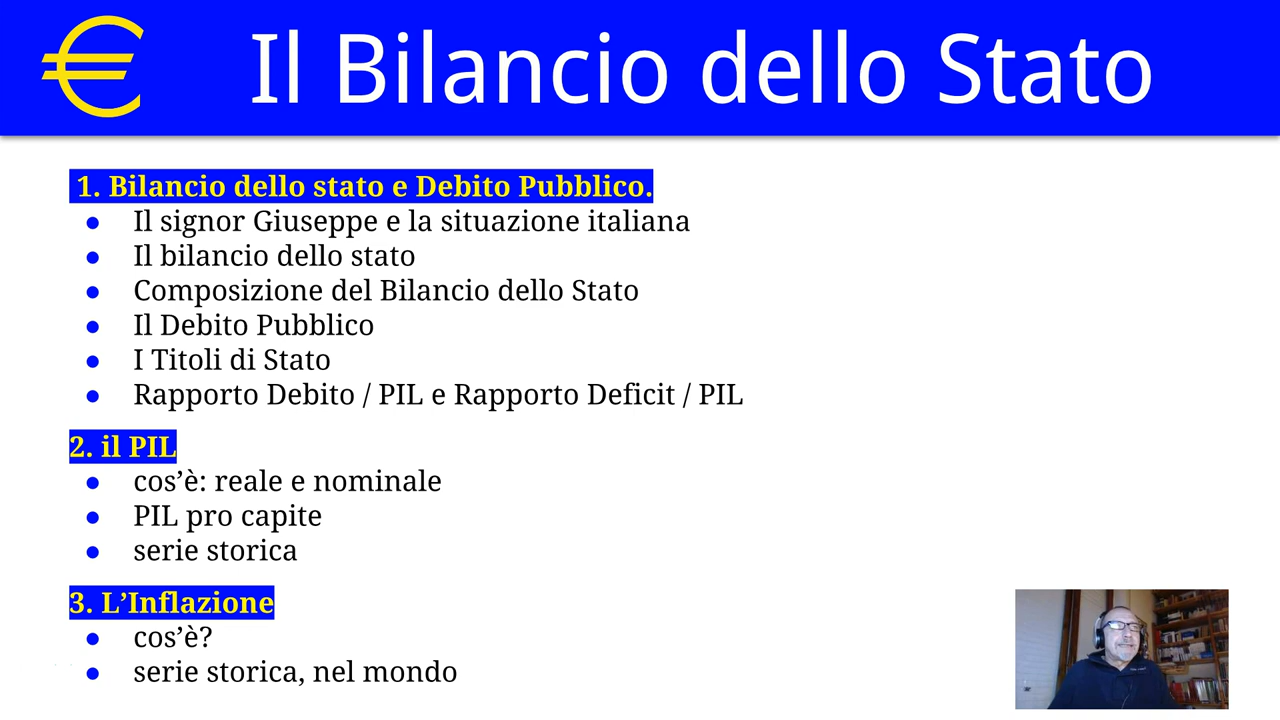 € Il Bilancio dello Stato
1. Bilancio dello stato e Debito Pubblico.
● Il signor Giuseppe e la situazione italiana
● Il bilancio dello stato
● Composizione del Bilancio dello Stato
● Il Debito Pubblico
● I Titoli di Stato
● Rapporto Debito / PIL e Rapporto Deficit / PIL
2. il PIL
● cos’è: reale e nominale
● PIL pro capite
● serie storica
3. L’Inflazione
● cos’è?
● serie storica, nel mondo